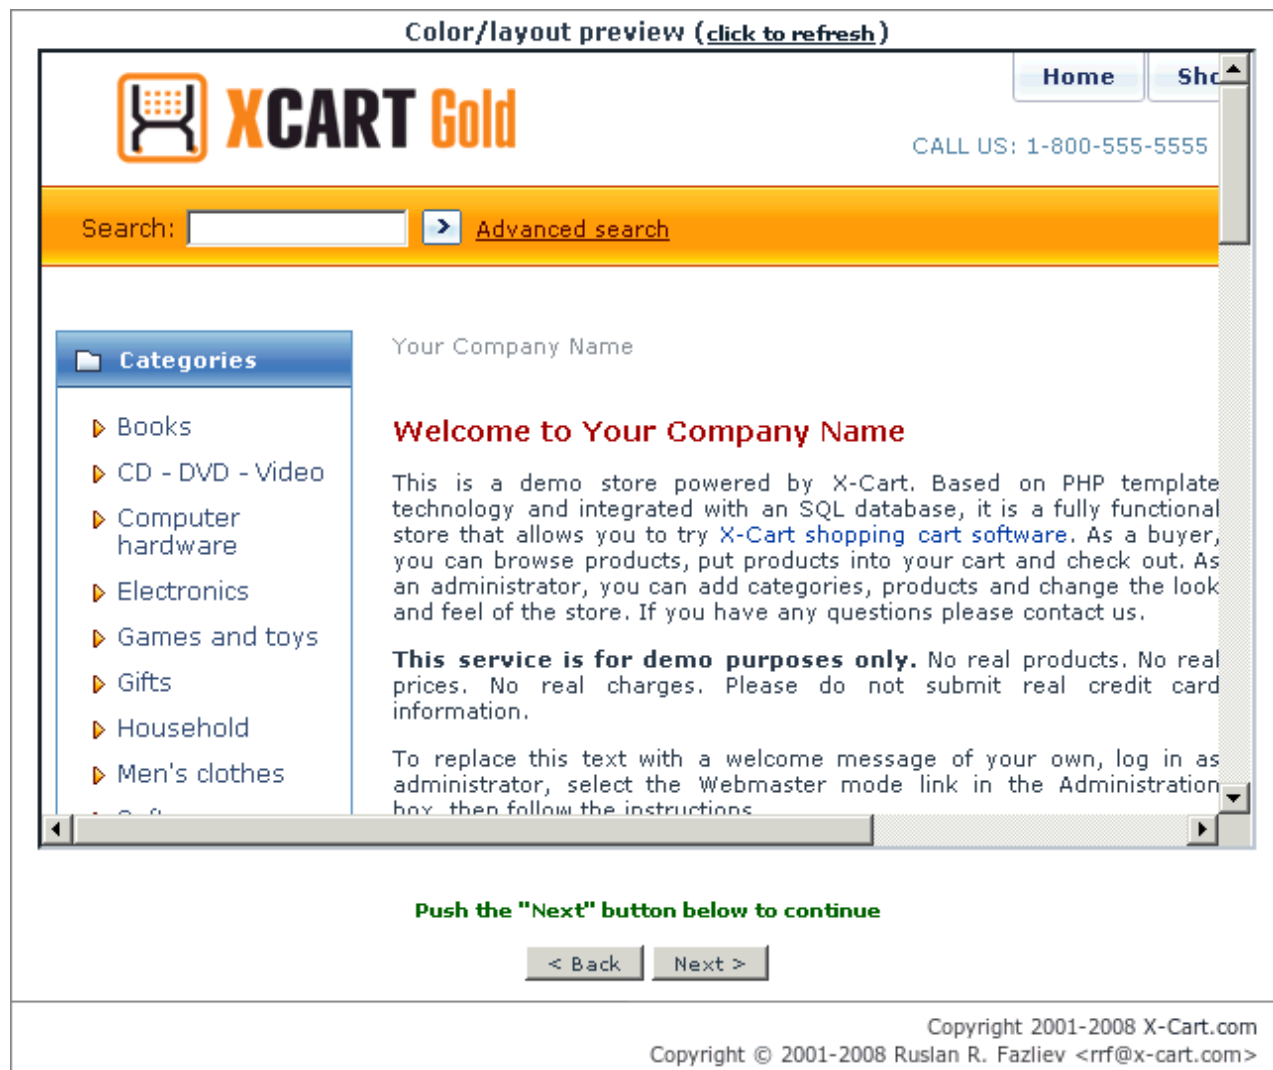 Color/layout preview (click to refresh)
XCART Gold
Home
CALL US: 1-800-555-5555
Search:
Advanced search
Categories
Books
CD - DVD - Video
Computer
hardware
Electronics
Games and toys
Gifts
Household
Men's clothes
Your Company Name
Welcome to Your Company Name
This is a demo store powered by X-Cart. Based on PHP template
technology and integrated with an SQL database, it is a fully functional
store that allows you to try X-Cart shopping cart software. As a buyer,
you can browse products, put products into your cart and check out. As
an administrator, you can add categories, products and change the look
and feel of the store. If you have any questions please contact us.
This service is for demo purposes only. No real products. No real
prices. No real charges. Please do not submit real credit card
information.
To replace this text with a welcome message of your own, log in as
administrator, select the Webmaster mode link in the Administration
box, then follow the instructions
Push the "Next" button below to continue
< Back Next >
Copyright 2001-2008 X-Cart.com
Copyright © 2001-2008 Ruslan R. Fazliev <rrf@x-cart.com>